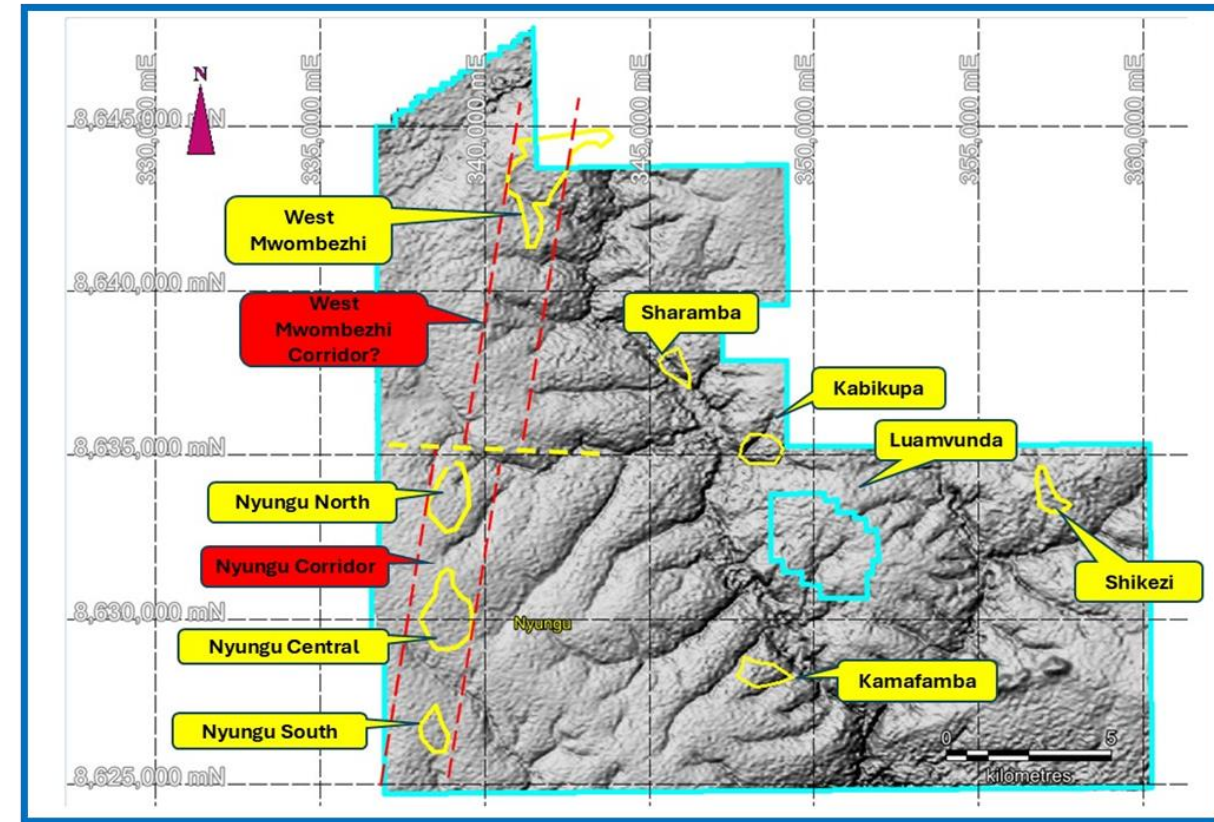 N
330,000 mE
335,000 mE
340,000 mE
345,000 mE
350,000 mE
355,000 mE
360,000 mE
8,645,000 mN
West
Mwombezhi
8,640,000 mN
West
Mwombezhi
Corridor?
Sharamba
Kabikupa
Luamvunda
8,635,000 mN
Nyungu North
Nyungu Corridor
Shikezi
8,630,000 mN
Nyungu
Nyungu Central
Kamafamba
Nyungu South
0
5
kilometres
8,625,000 mN